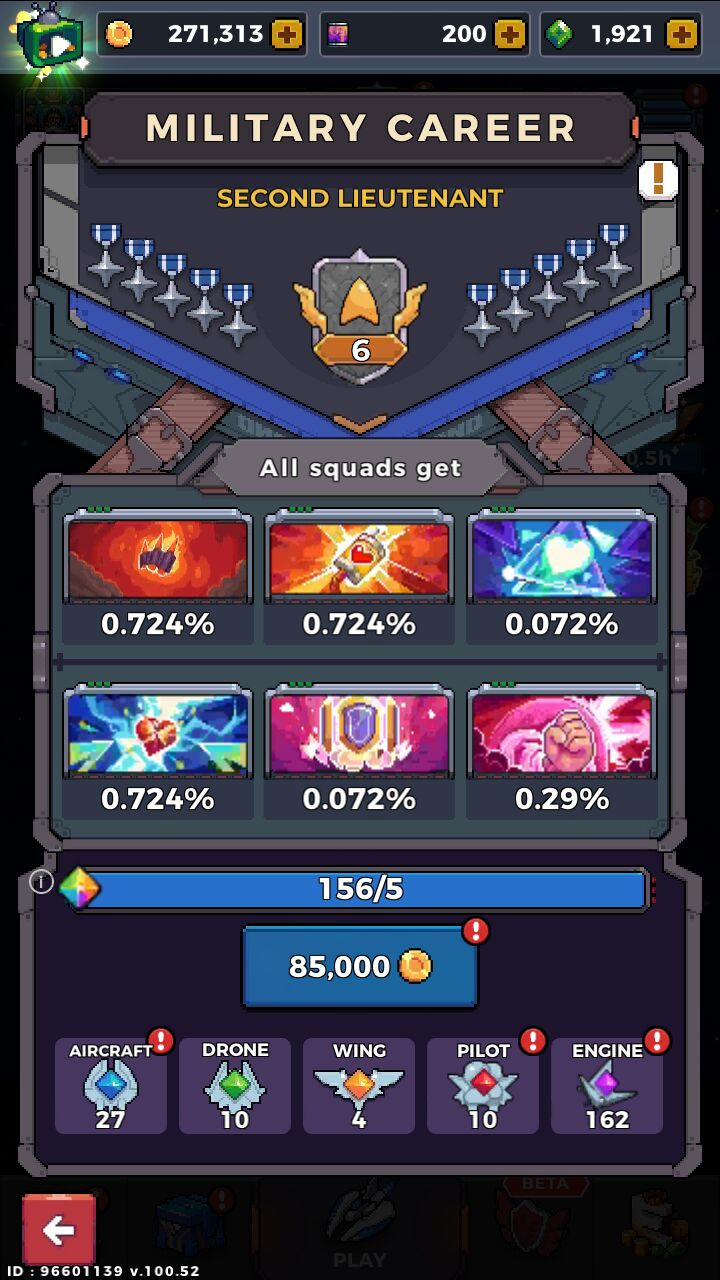 271,313
200
1,921
MILITARY CAREER
SECOND LIEUTENANT
6
All squads get
0.5h
0.724%
0.724%
0.072%
0.724%
0.072%
0.29%
156/5
85,000
AIRCRAFT
DRONE
WING
PILOT
ENGINE
27
10
4
10
162
BETA
PLAY
ID : 96601139 v.100.52